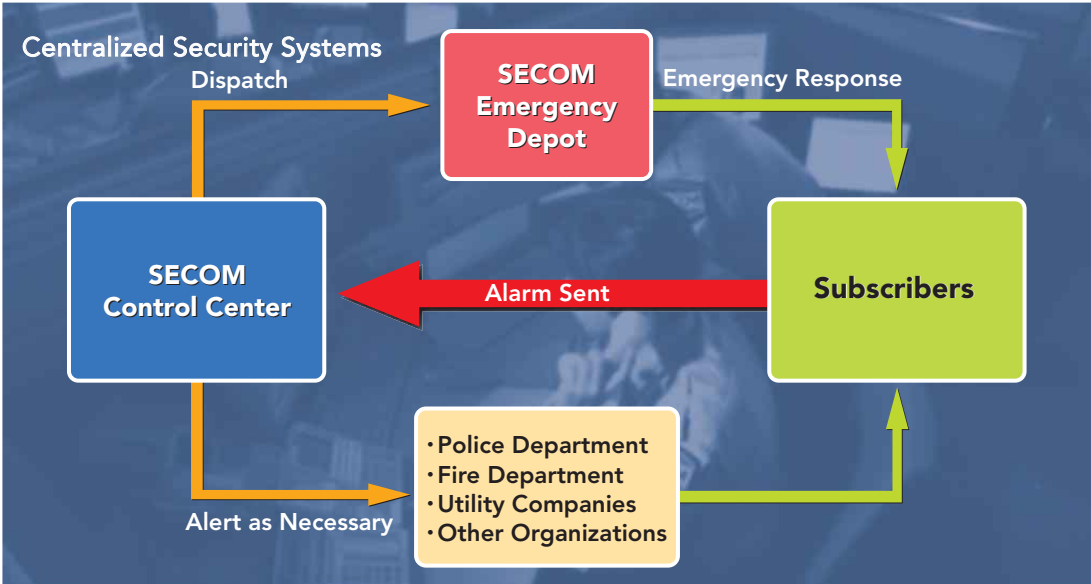 Centralized Security Systems
Dispatch
SECOM
Emergency
Depot
Emergency Response
SECOM
Control Center
Alarm Sent
Subscribers
・Police Department
・Fire Department
・Utility Companies
・Other Organizations
Alert as Necessary